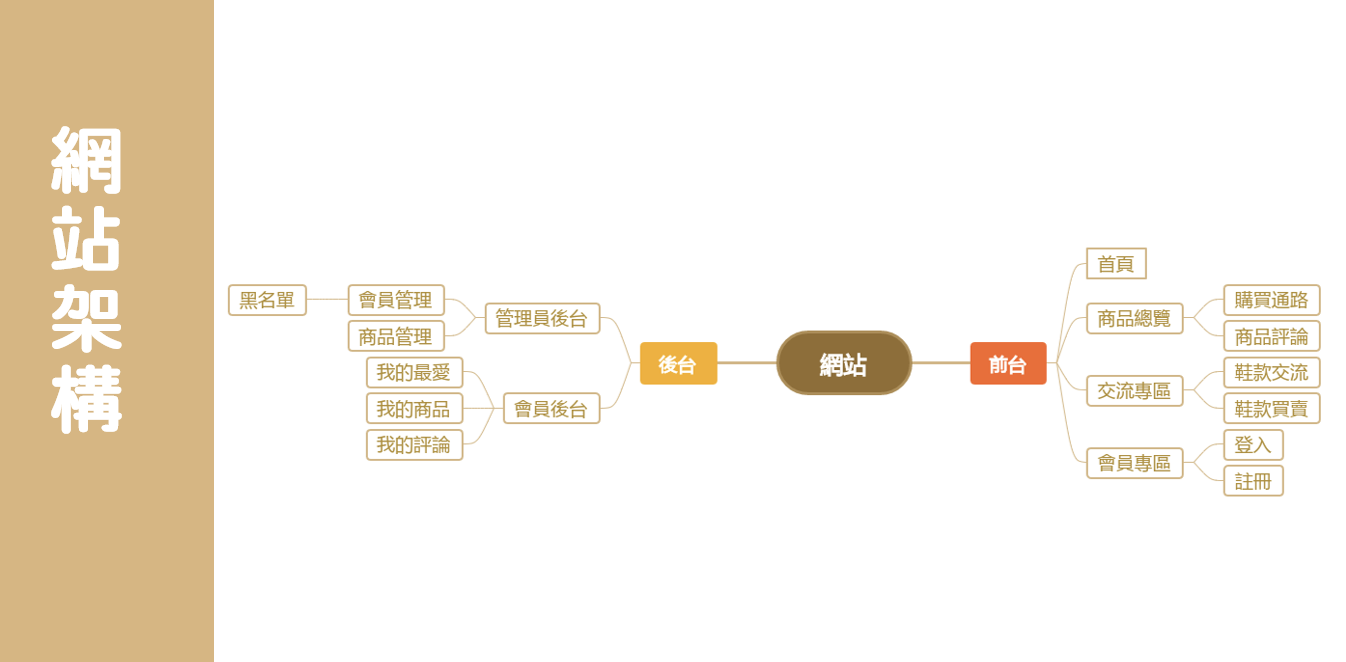 網站架構
網站
後台
管理員後台
會員管理
黑名單
商品管理
會員後台
我的最愛
我的商品
我的評論
前台
首頁
商品總覽
購買通路
商品評論
交流專區
鞋款交流
鞋款買賣
會員專區
登入
註冊